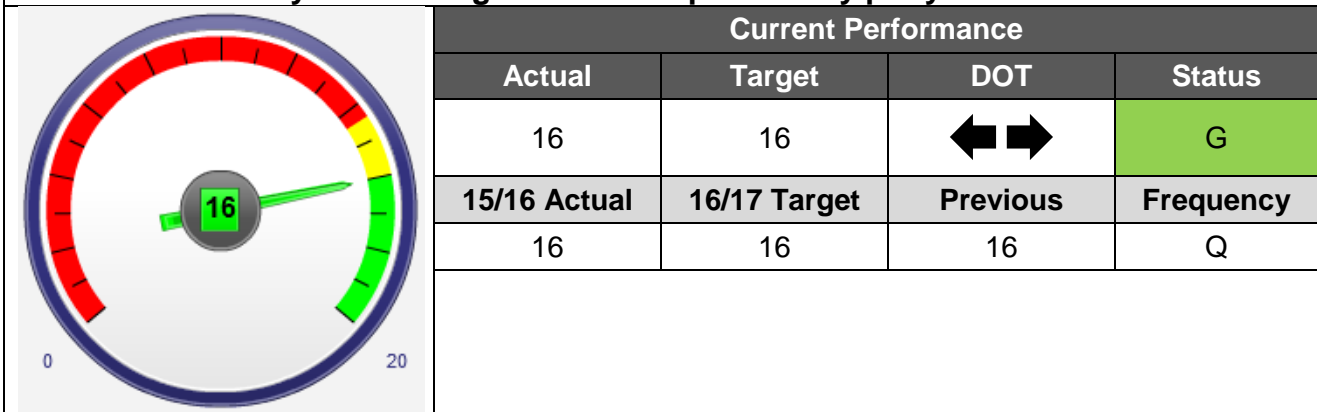 Current Performance
Actual Target DOT Status
16 16 G
15/16 Actual 16/17 Target Previous Frequency
16 16 16 Q
16
0 20